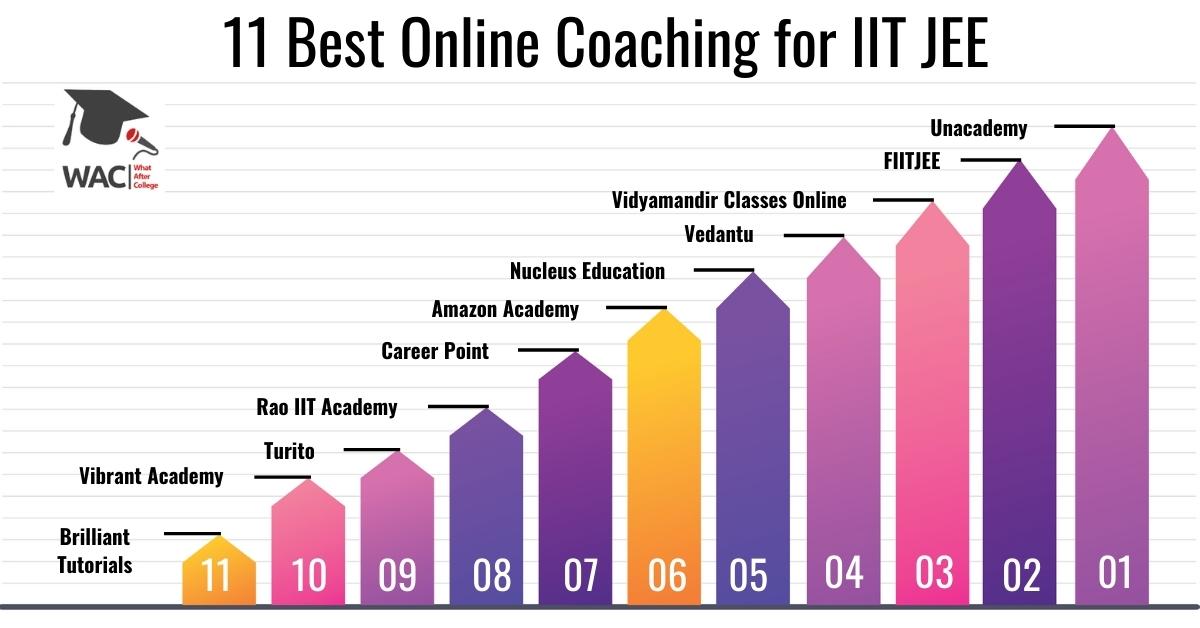 11 Best Online Coaching for IIT JEE
WAC
What
After
College
Unacademy
FIITJEE
Vidyamandir Classes Online
Vedantu
Nucleus Education
Amazon Academy
Career Point
Rao IIT Academy
Turito
Vibrant Academy
Brilliant
Tutorials
11 10 09 08 07 06 05 04 03 02 01